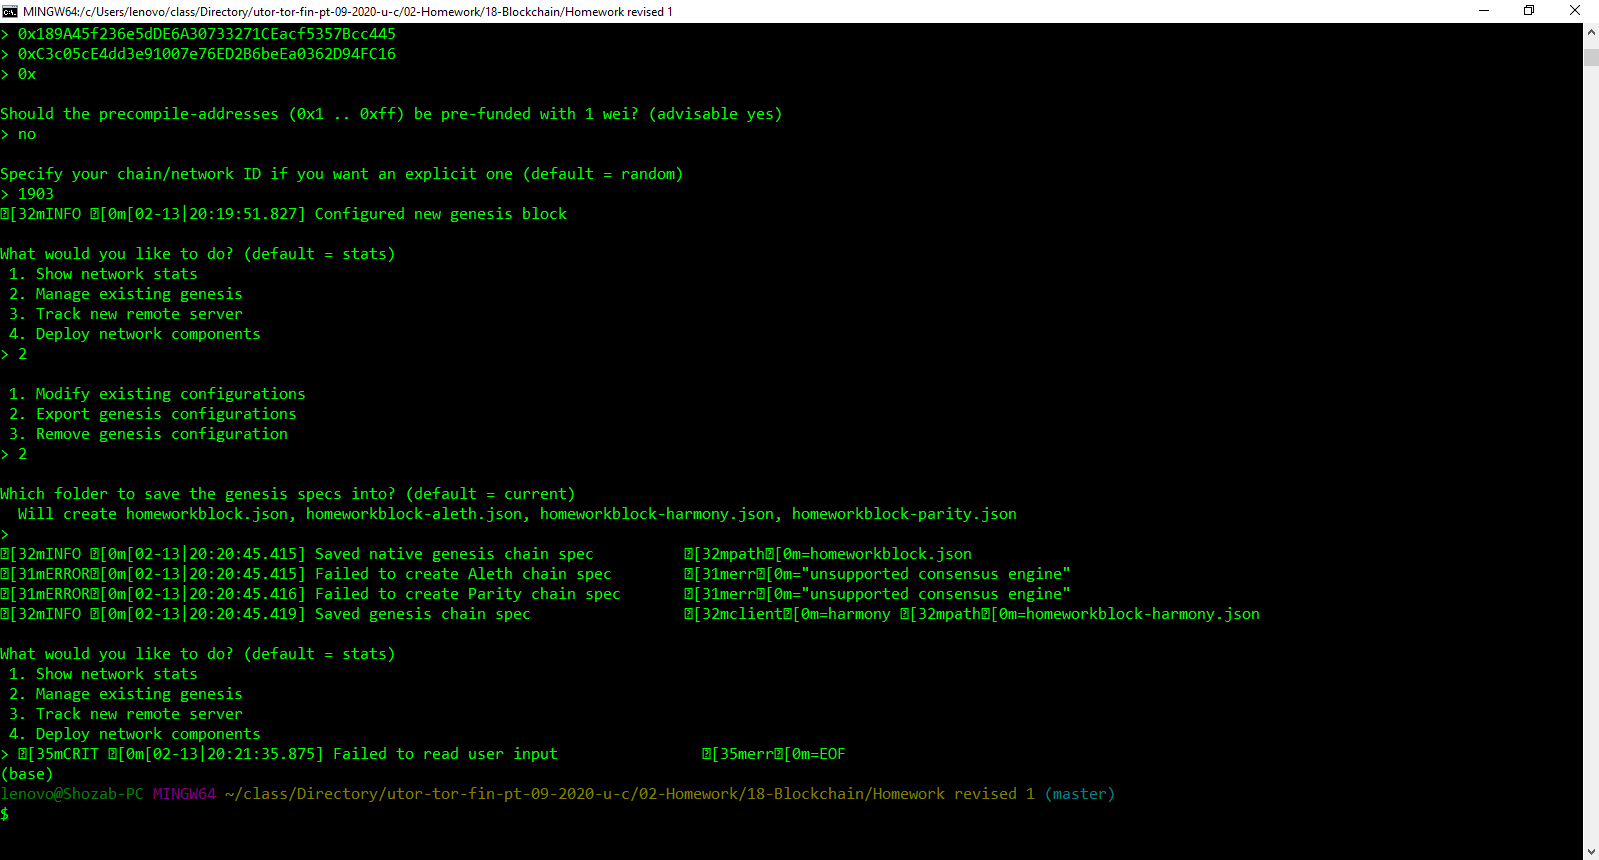 MINGW64:/c/Users/lenovo/class/Directory/utor-tor-fin-pt-09-2020-u-c/02-Homework/18-Blockchain/Homework revised 1
> 0x189A45f236e5dDE6A30733271CEacf5357Bcc445
> 0xC3c05cE4dd3e91007e76ED2B6beEa0362D94FC16
> 0x
Should the precompile-addresses (0x1 .. 0xff) be pre-funded with 1 wei? (advisable yes)
> no
Specify your chain/network ID if you want an explicit one (default = random)
> 1903
[32mINFO [0m[02-13|20:19:51.827] Configured new genesis block
What would you like to do? (default = stats)
1. Show network stats
2. Manage existing genesis
3. Track new remote server
4. Deploy network components
> 2
1. Modify existing configurations
2. Export genesis configurations
3. Remove genesis configuration
> 2
Which folder to save the genesis specs into? (default = current)
Will create homeworkblock.json, homeworkblock-aleth.json, homeworkblock-harmony.json, homeworkblock-parity.json
>
[32mINFO [0m[02-13|20:20:45.415] Saved native genesis chain spec [32mpath[0m=homeworkblock.json
[31mERROR[0m[02-13|20:20:45.415] Failed to create Aleth chain spec [31merr[0m="unsupported consensus engine"
[31mERROR[0m[02-13|20:20:45.416] Failed to create Parity chain spec [31merr[0m="unsupported consensus engine"
[32mINFO [0m[02-13|20:20:45.419] Saved genesis chain spec [32mclient[0m=harmony [32mpath[0m=homeworkblock-harmony.json
What would you like to do? (default = stats)
1. Show network stats
2. Manage existing genesis
3. Track new remote server
4. Deploy network components
> [35mCRIT [0m[02-13|20:21:35.875] Failed to read user input [35merr[0m=EOF
(base)
lenovo@Shozab-PC MINGW64 ~/class/Directory/utor-tor-fin-pt-09-2020-u-c/02-Homework/18-Blockchain/Homework revised 1 (master)
$